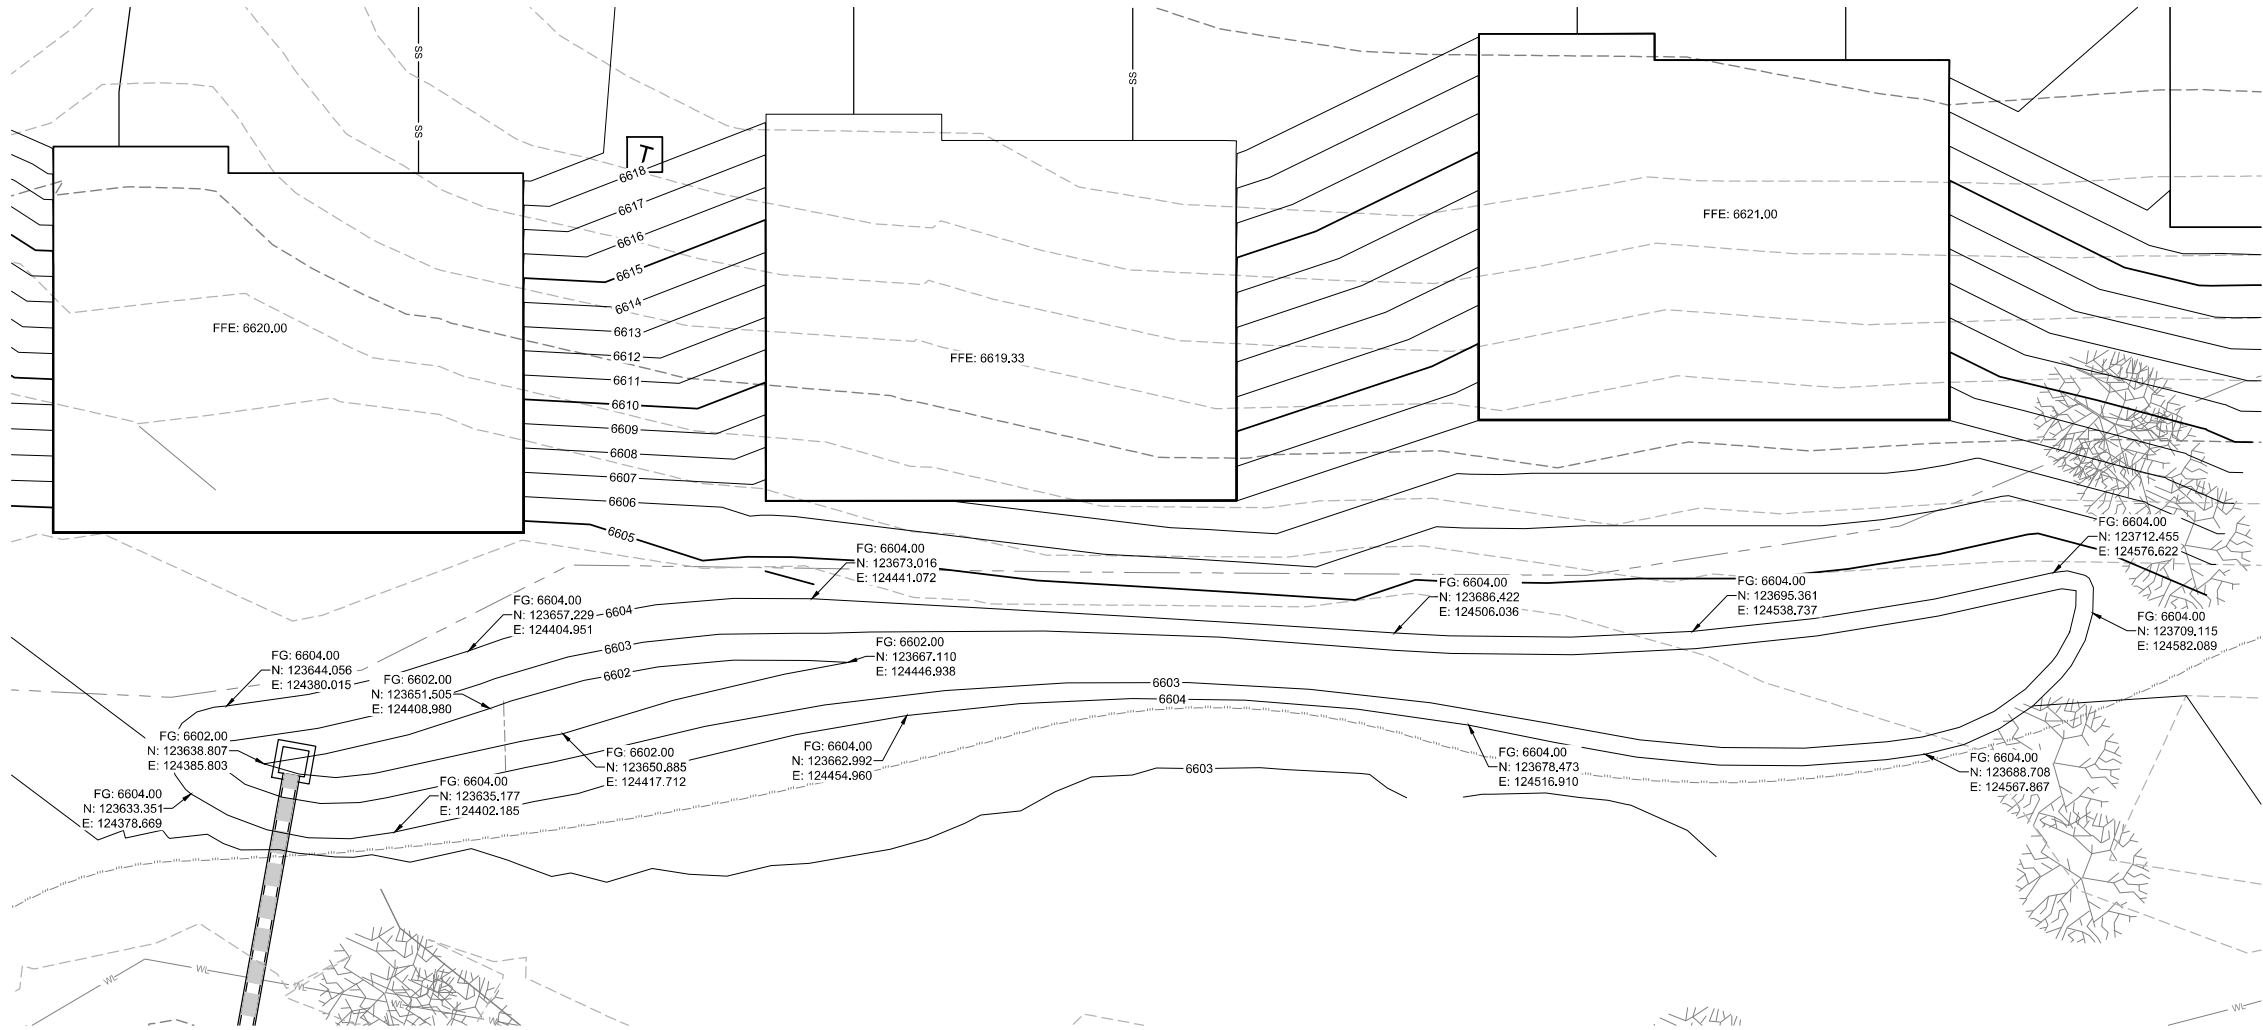 SS
SS
SS
T
6618
6617
6616
6615
6614
6613
6612
6611
6610
6609
6608
6607
6606
6605
FFE: 6620.00
FFE: 6619.33
FFE: 6621.00
FG: 6604.00
N: 123712.455
E: 124576.622
FG: 6604.00
N: 123673.016
E: 124441.072
FG: 6604.00
N: 123686.422
E: 124506.036
FG: 6604.00
N: 123695.361
E: 124538.737
FG: 6604.00
N: 123657.229
E: 124404.951
6604
FG: 6604.00
N: 123709.115
E: 124582.089
6603
FG: 6602.00
N: 123667.110
E: 124446.938
FG: 6604.00
N: 123644.056
E: 124380.015
6602
FG: 6602.00
N: 123651.505
E: 124408.980
6603
6604
FG: 6602.00
N: 123638.807
E: 124385.803
FG: 6602.00
N: 123650.885
E: 124417.712
FG: 6604.00
N: 123662.992
E: 124454.960
FG: 6604.00
N: 123678.473
E: 124516.910
FG: 6604.00
N: 123688.708
E: 124567.867
6603
FG: 6604.00
N: 123635.177
E: 124402.185
FG: 6604.00
N: 123633.351
E: 124378.669
WL
WL
WL
WL
WL
WL